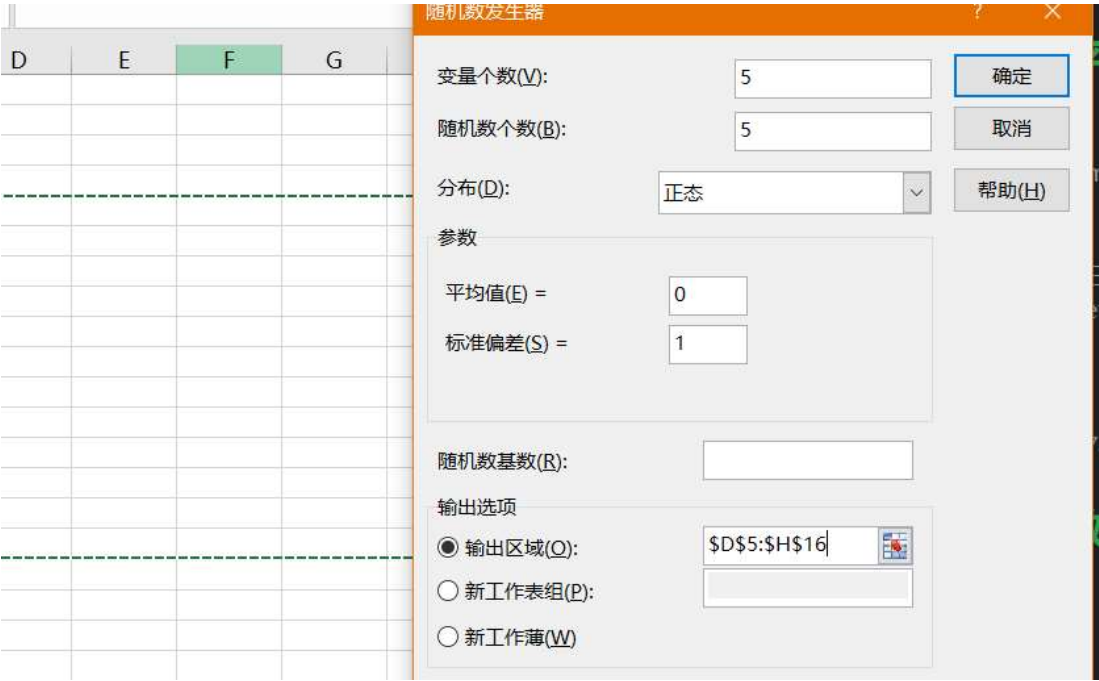 随机数发生器 ? ×
D E F G
变量个数(V): 5 确定
随机数个数(B): 5 取消
分布(D): 正态 帮助(H)
参数
平均值(E) = 0
标准偏差(S) = 1
随机数基数(R):
输出选项
输出区域(O): $D$5:$H$16
新工作表组(P):
新工作薄(W)